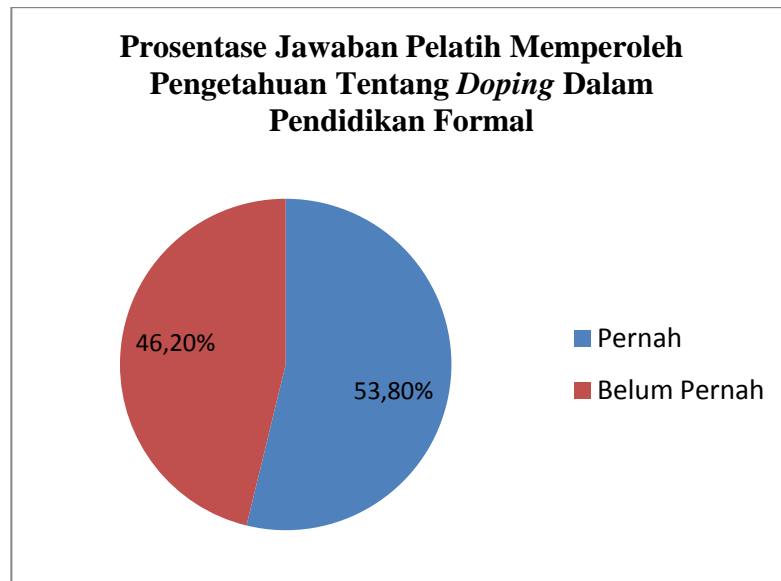 Prosentase Jawaban Pelatih Memperoleh
Pengetahuan Tentang Doping Dalam
Pendidikan Formal
46,20%
53,80%
Pernah
Belum Pernah